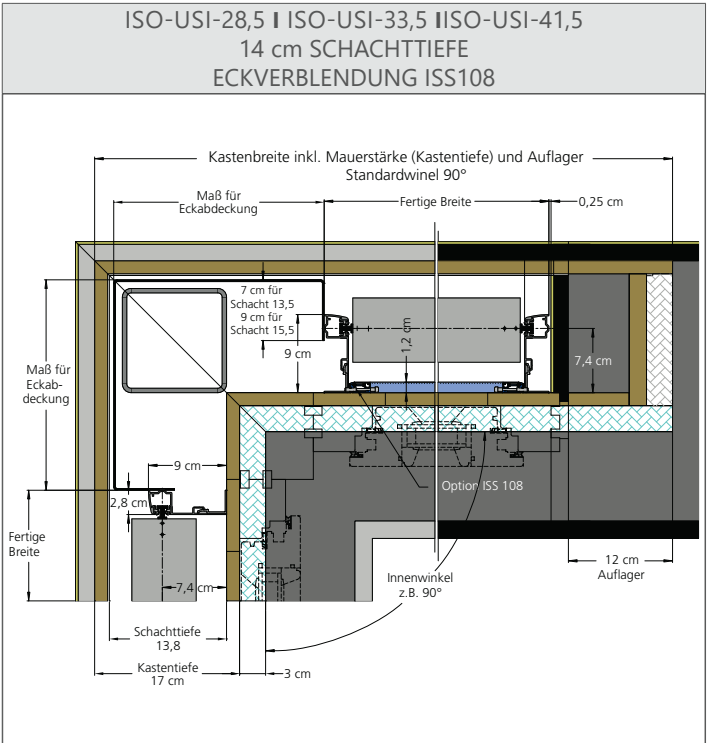 ISO-USI-28,5 I ISO-USI-33,5 IISO-USI-41,5
14 cm SCHACHTTIEFE
ECKVERBLENDUNG ISS108
Kastenbreite inkl. Mauerstärke (Kastentiefe) und Auflager
Standardwinel 90°
Maß für
Eckabdeckung
Fertige Breite
0,25 cm
7 cm für
Schacht 13,5
9 cm für
Schacht 15,5
9 cm
1,2 cm
7,4 cm
Maß für
Eckab-
deckung
9 cm
2,8 cm
Option ISS 108
Fertige
Breite
7,4 cm
Innenwinkel
z.B. 90°
12 cm
Auflager
Schachttiefe
13,8
Kastentiefe
17 cm
3 cm